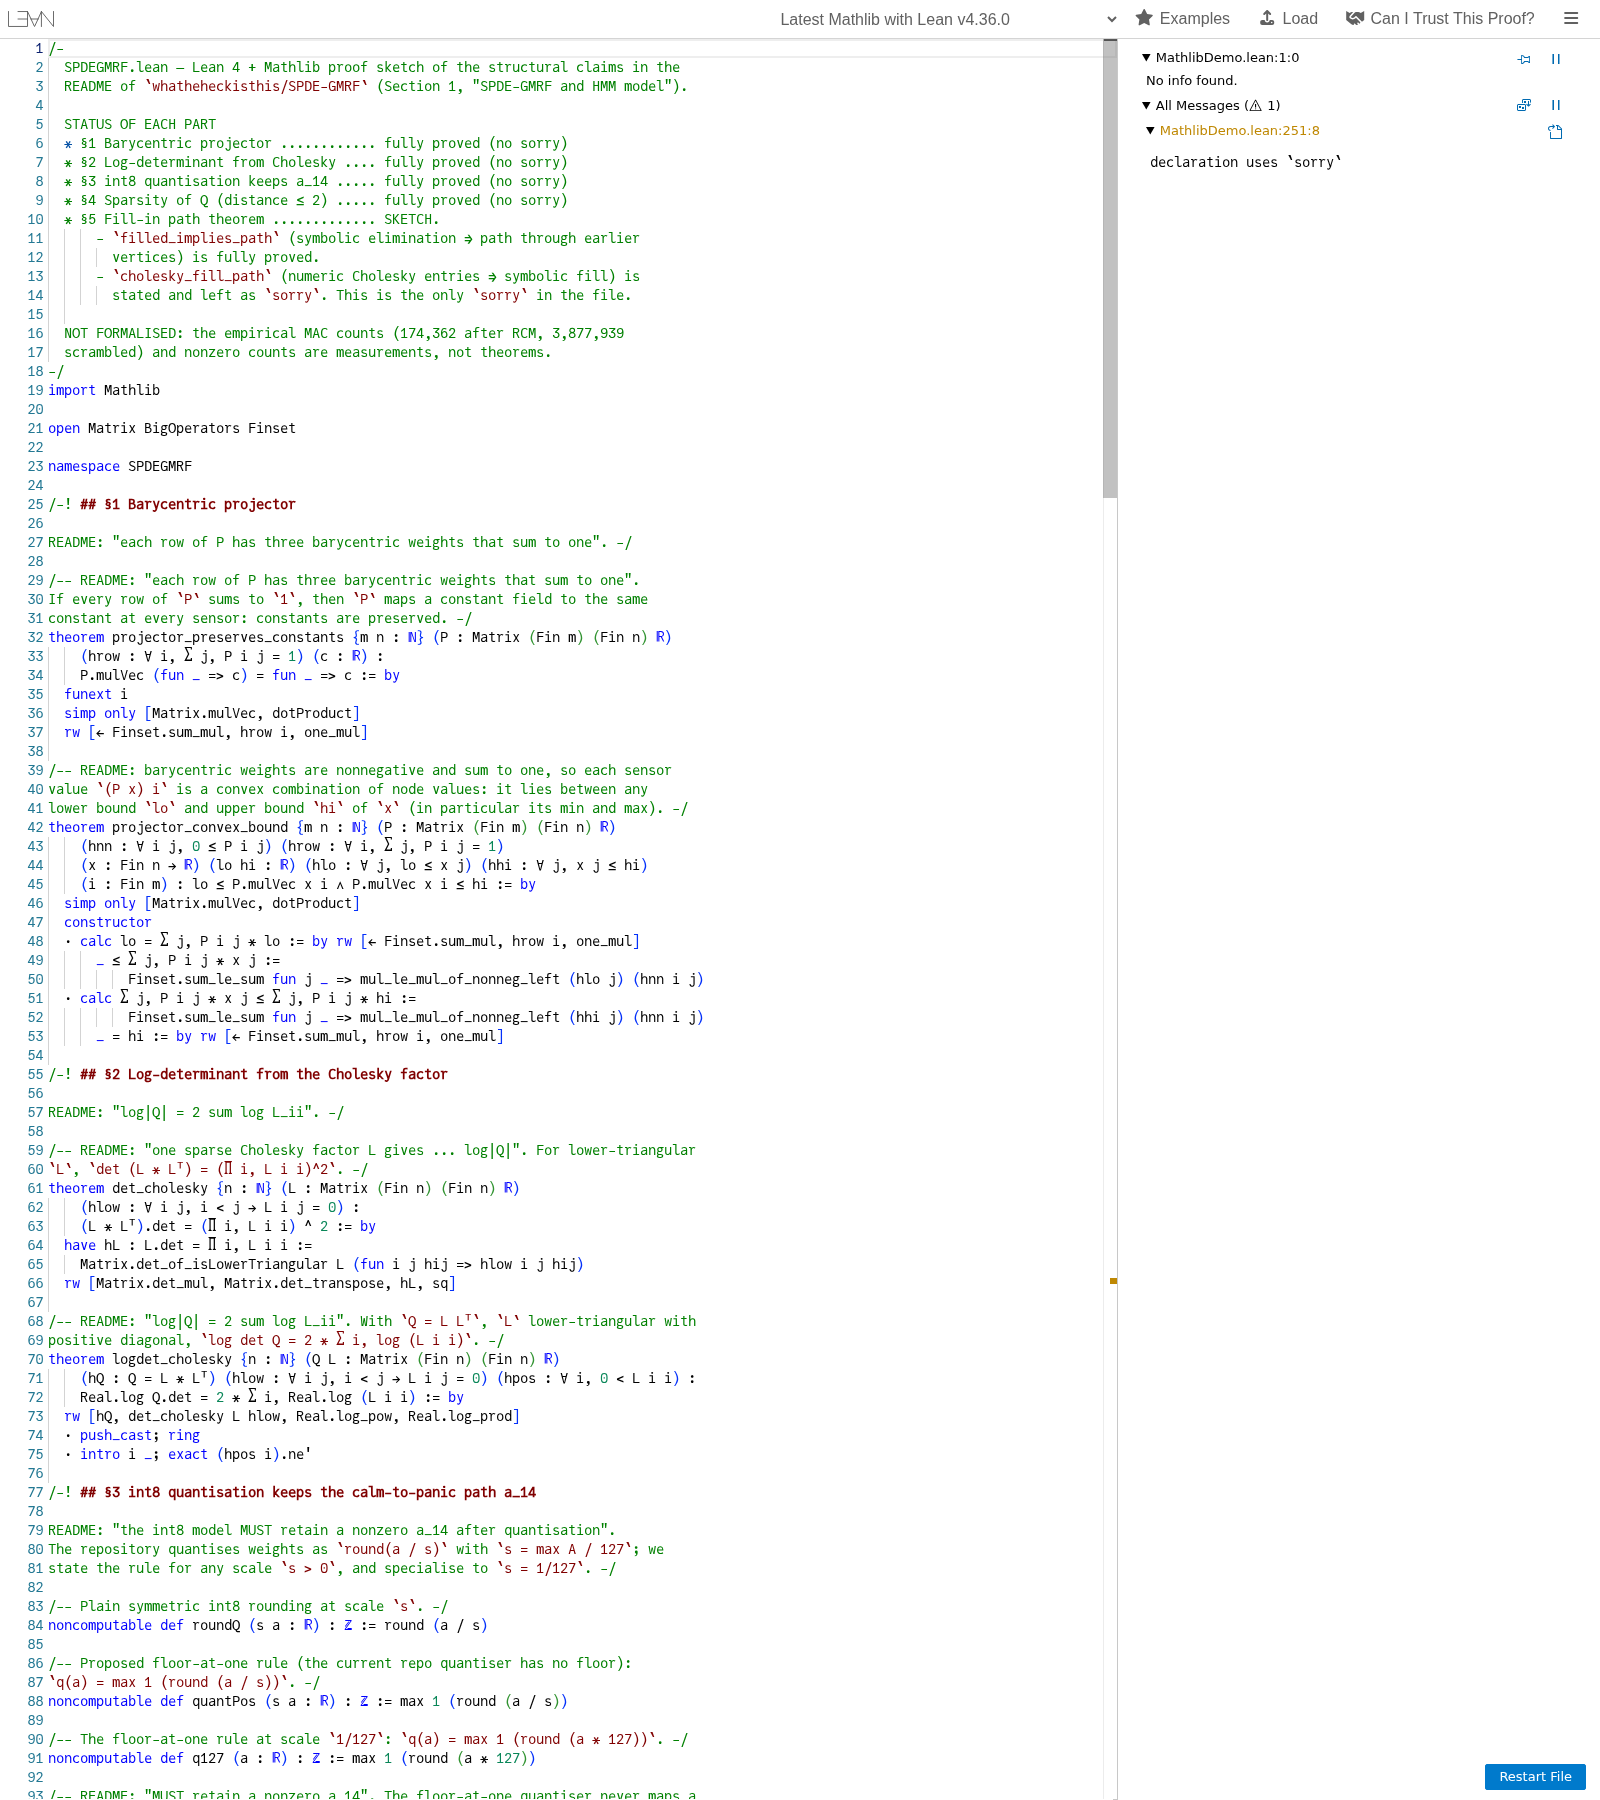 LEAN
Latest Mathlib with Lean v4.36.0
Examples
Load
Can I Trust This Proof?
1 /-
2   SPDEGMRF.lean — Lean 4 + Mathlib proof sketch of the structural claims in the
3   README of `whatheheckisthis/SPDE-GMRF` (Section 1, "SPDE-GMRF and HMM model").
4
5   STATUS OF EACH PART
6   * §1 Barycentric projector ............ fully proved (no sorry)
7   * §2 Log-determinant from Cholesky .... fully proved (no sorry)
8   * §3 int8 quantisation keeps a_14 ..... fully proved (no sorry)
9   * §4 Sparsity of Q (distance ≤ 2) ..... fully proved (no sorry)
10   * §5 Fill-in path theorem ............. SKETCH.
11       - `filled_implies_path` (symbolic elimination ⇒ path through earlier
12         vertices) is fully proved.
13       - `cholesky_fill_path` (numeric Cholesky entries ⇒ symbolic fill) is
14         stated and left as `sorry`. This is the only `sorry` in the file.
15
16   NOT FORMALISED: the empirical MAC counts (174,362 after RCM, 3,877,939
17   scrambled) and nonzero counts are measurements, not theorems.
18 -/
19 import Mathlib
20
21 open Matrix BigOperators Finset
22
23 namespace SPDEGMRF
24
25 /-! ## §1 Barycentric projector
26
27 README: "each row of P has three barycentric weights that sum to one". -/
28
29 /-- README: "each row of P has three barycentric weights that sum to one".
30 If every row of `P` sums to `1`, then `P` maps a constant field to the same
31 constant at every sensor: constants are preserved. -/
32 theorem projector_preserves_constants {m n : ℕ} (P : Matrix (Fin m) (Fin n) ℝ)
33     (hrow : ∀ i, ∑ j, P i j = 1) (c : ℝ) :
34     P.mulVec (fun _ => c) = fun _ => c := by
35   funext i
36   simp only [Matrix.mulVec, dotProduct]
37   rw [← Finset.sum_mul, hrow i, one_mul]
38
39 /-- README: barycentric weights are nonnegative and sum to one, so each sensor
40 value `(P x) i` is a convex combination of node values: it lies between any
41 lower bound `lo` and upper bound `hi` of `x` (in particular its min and max). -/
42 theorem projector_convex_bound {m n : ℕ} (P : Matrix (Fin m) (Fin n) ℝ)
43     (hnn : ∀ i j, 0 ≤ P i j) (hrow : ∀ i, ∑ j, P i j = 1)
44     (x : Fin n → ℝ) (lo hi : ℝ) (hlo : ∀ j, lo ≤ x j) (hhi : ∀ j, x j ≤ hi)
45     (i : Fin m) : lo ≤ P.mulVec x i ∧ P.mulVec x i ≤ hi := by
46   simp only [Matrix.mulVec, dotProduct]
47   constructor
48   · calc lo = ∑ j, P i j * lo := by rw [← Finset.sum_mul, hrow i, one_mul]
49       _ ≤ ∑ j, P i j * x j :=
50           Finset.sum_le_sum fun j _ => mul_le_mul_of_nonneg_left (hlo j) (hnn i j)
51   · calc ∑ j, P i j * x j ≤ ∑ j, P i j * hi :=
52           Finset.sum_le_sum fun j _ => mul_le_mul_of_nonneg_left (hhi j) (hnn i j)
53       _ = hi := by rw [← Finset.sum_mul, hrow i, one_mul]
54
55 /-! ## §2 Log-determinant from the Cholesky factor
56
57 README: "log|Q| = 2 sum log L_ii". -/
58
59 /-- README: "one sparse Cholesky factor L gives ... log|Q|". For lower-triangular
60 `L`, `det (L * Lᵀ) = (∏ i, L i i)^2`. -/
61 theorem det_cholesky {n : ℕ} (L : Matrix (Fin n) (Fin n) ℝ)
62     (hlow : ∀ i j, i < j → L i j = 0) :
63     (L * Lᵀ).det = (∏ i, L i i) ^ 2 := by
64   have hL : L.det = ∏ i, L i i :=
65     Matrix.det_of_isLowerTriangular L (fun i j hij => hlow i j hij)
66   rw [Matrix.det_mul, Matrix.det_transpose, hL, sq]
67
68 /-- README: "log|Q| = 2 sum log L_ii". With `Q = L Lᵀ`, `L` lower-triangular with
69 positive diagonal, `log det Q = 2 * ∑ i, log (L i i)`. -/
70 theorem logdet_cholesky {n : ℕ} (Q L : Matrix (Fin n) (Fin n) ℝ)
71     (hQ : Q = L * Lᵀ) (hlow : ∀ i j, i < j → L i j = 0) (hpos : ∀ i, 0 < L i i) :
72     Real.log Q.det = 2 * ∑ i, Real.log (L i i) := by
73   rw [hQ, det_cholesky L hlow, Real.log_pow, Real.log_prod]
74   · push_cast; ring
75   · intro i _; exact (hpos i).ne'
76
77 /-! ## §3 int8 quantisation keeps the calm-to-panic path a_14
78
79 README: "the int8 model MUST retain a nonzero a_14 after quantisation".
80 The repository quantises weights as `round(a / s)` with `s = max A / 127`; we
81 state the rule for any scale `s > 0`, and specialise to `s = 1/127`. -/
82
83 /-- Plain symmetric int8 rounding at scale `s`. -/
84 noncomputable def roundQ (s a : ℝ) : ℤ := round (a / s)
85
86 /-- Proposed floor-at-one rule (the current repo quantiser has no floor):
87 `q(a) = max 1 (round (a / s))`. -/
88 noncomputable def quantPos (s a : ℝ) : ℤ := max 1 (round (a / s))
89
90 /-- The floor-at-one rule at scale `1/127`: `q(a) = max 1 (round (a * 127))`. -/
91 noncomputable def q127 (a : ℝ) : ℤ := max 1 (round (a * 127))
92
93 /-- README: "MUST retain a nonzero a_14". The floor-at-one quantiser never maps a
MathlibDemo.lean:1:0
No info found.
All Messages (⚠ 1)
MathlibDemo.lean:251:8
declaration uses `sorry`
Restart File